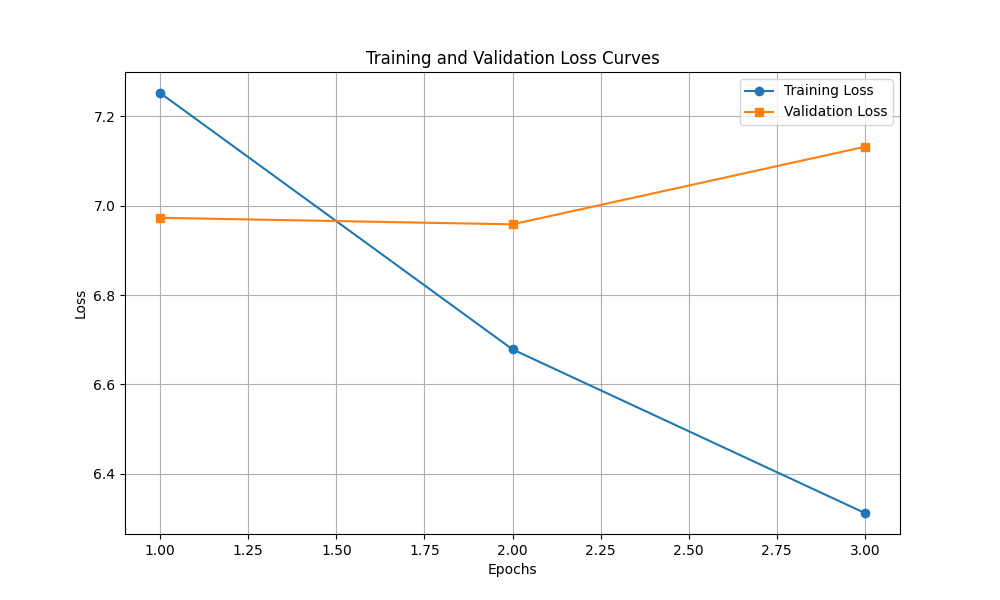 Training and Validation Loss Curves
Training Loss
Validation Loss
7.2
7.0
6.8
6.6
6.4
Loss
1.00 1.25 1.50 1.75 2.00 2.25 2.50 2.75 3.00
Epochs